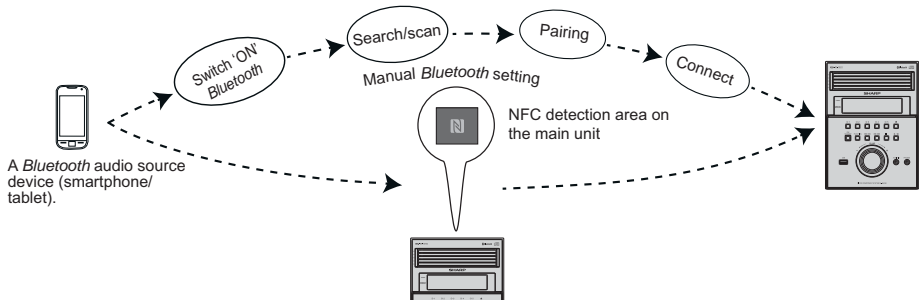 Switch 'ON'
Bluetooth
Search/scan
Pairing
Connect
Manual Bluetooth setting
NFC detection area on
the main unit
A Bluetooth audio source
device (smartphone/
tablet).
SHARP
SHARP